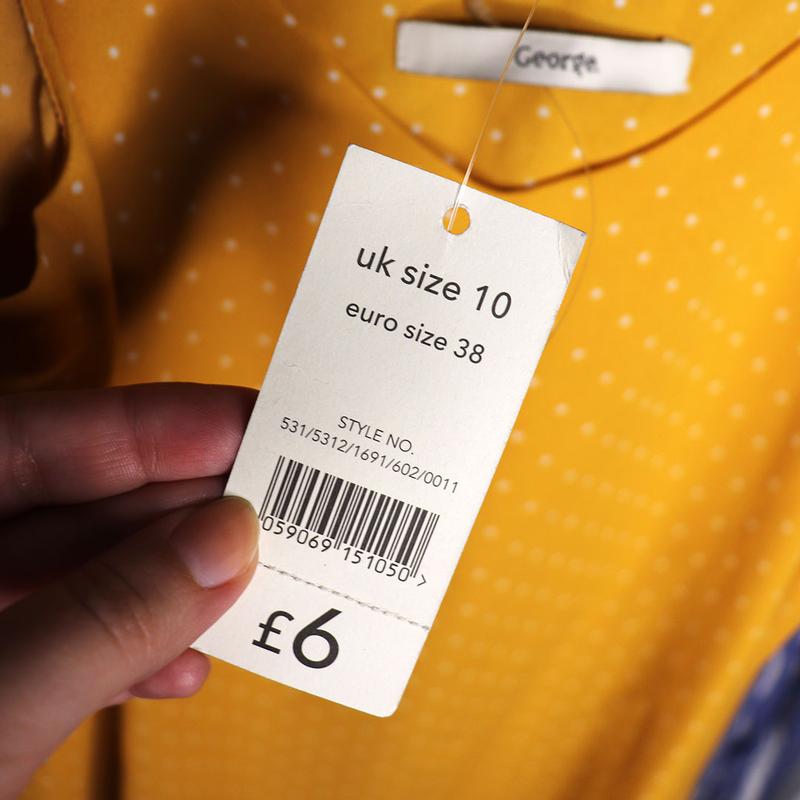 George
uk size 10
euro size 38
STYLE NO.
531/5312/1691/602/0011
059069 151050 >
£6